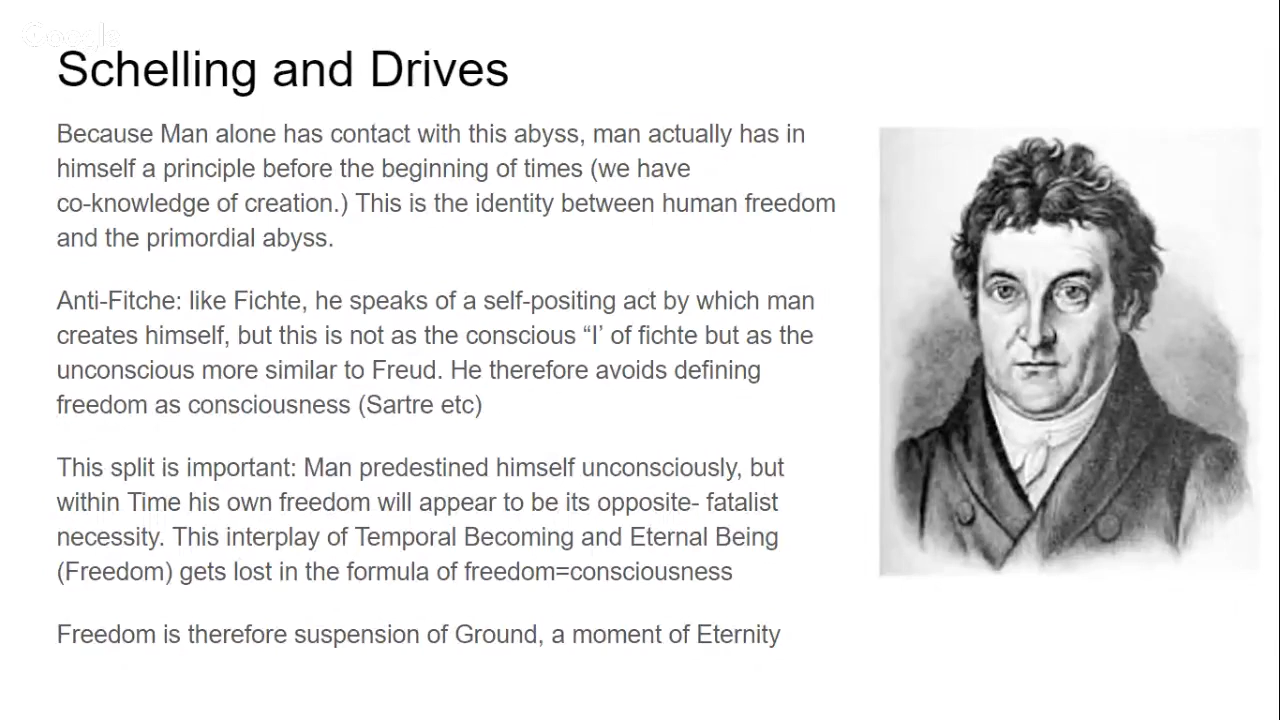 Google
Schelling and Drives
Because Man alone has contact with this abyss, man actually has in
himself a principle before the beginning of times (we have
co-knowledge of creation.) This is the identity between human freedom
and the primordial abyss.
Anti-Fitche: like Fichte, he speaks of a self-positing act by which man
creates himself, but this is not as the conscious “I’ of fichte but as the
unconscious more similar to Freud. He therefore avoids defining
freedom as consciousness (Sartre etc)
This split is important: Man predestined himself unconsciously, but
within Time his own freedom will appear to be its opposite- fatalist
necessity. This interplay of Temporal Becoming and Eternal Being
(Freedom) gets lost in the formula of freedom=consciousness
Freedom is therefore suspension of Ground, a moment of Eternity